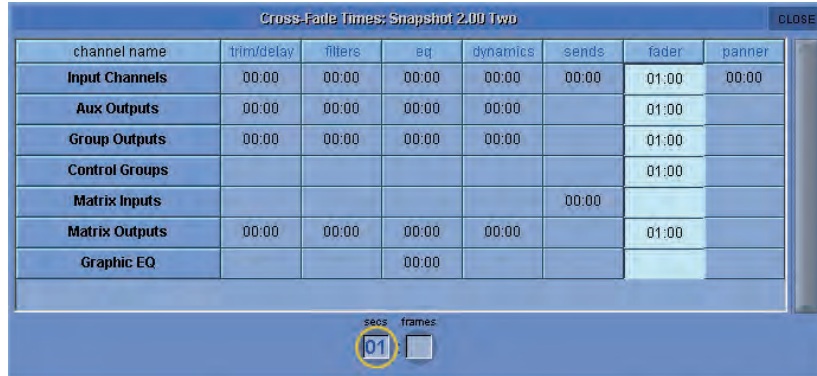 Cross-Fade Times: Snapshot 2.00 Two CLOSE
channel name trim/delay filters eq dynamics sends fader panner
Input Channels 00:00 00:00 00:00 00:00 00:00 01:00 00:00
Aux Outputs 00:00 00:00 00:00 00:00 01:00
Group Outputs 00:00 00:00 00:00 00:00 01:00
Control Groups 01:00
Matrix Inputs 00:00
Matrix Outputs 00:00 00:00 00:00 00:00 01:00
Graphic EQ 00:00
secs frames
01 :